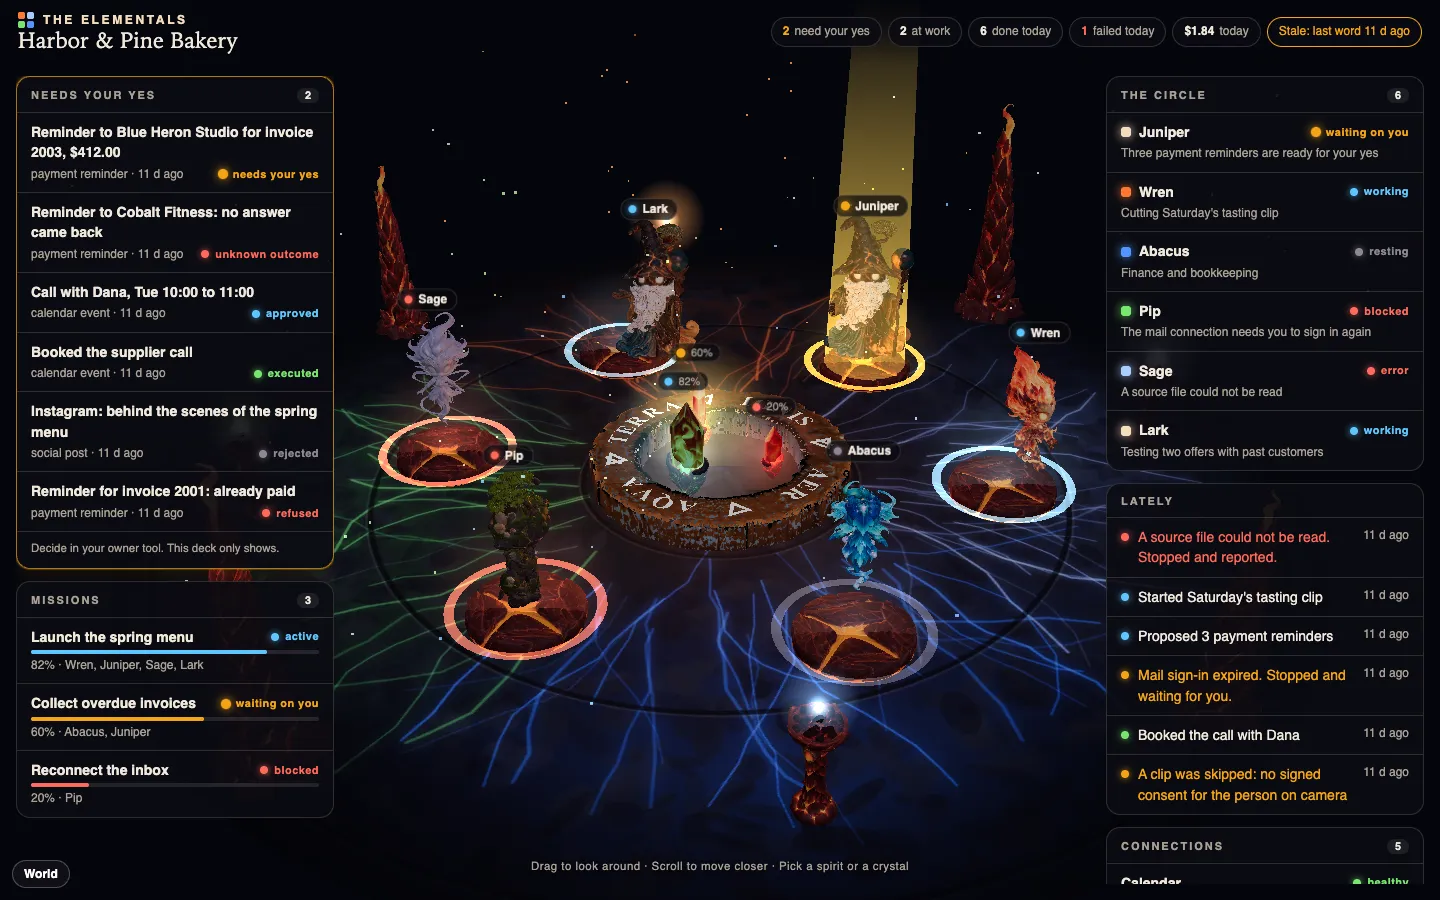 THE ELEMENTALS
Harbor & Pine Bakery
2 need your yes
2 at work
6 done today
1 failed today
$1.84 today
Stale: last word 11 d ago
NEEDS YOUR YES 2
Reminder to Blue Heron Studio for invoice
2003, $412.00
payment reminder · 11 d ago needs your yes
Reminder to Cobalt Fitness: no answer
came back
payment reminder · 11 d ago unknown outcome
Call with Dana, Tue 10:00 to 11:00
calendar event · 11 d ago approved
Booked the supplier call
calendar event · 11 d ago executed
Instagram: behind the scenes of the spring
menu
social post · 11 d ago rejected
Reminder for invoice 2001: already paid
payment reminder · 11 d ago refused
Decide in your owner tool. This deck only shows.
MISSIONS 3
Launch the spring menu active
82% · Wren, Juniper, Sage, Lark
Collect overdue invoices waiting on you
60% · Abacus, Juniper
Reconnect the inbox blocked
20% · Pip
World
Lark
Juniper
Sage
Wren
60%
82%
20%
Pip
Abacus
TERRA
AER
AQVA
Drag to look around · Scroll to move closer · Pick a spirit or a crystal
THE CIRCLE 6
Juniper waiting on you
Three payment reminders are ready for your yes
Wren working
Cutting Saturday's tasting clip
Abacus resting
Finance and bookkeeping
Pip blocked
The mail connection needs you to sign in again
Sage error
A source file could not be read
Lark working
Testing two offers with past customers
LATELY
A source file could not be read. 11 d ago
Stopped and reported.
Started Saturday's tasting clip 11 d ago
Proposed 3 payment reminders 11 d ago
Mail sign-in expired. Stopped and 11 d ago
waiting for you.
Booked the call with Dana 11 d ago
A clip was skipped: no signed 11 d ago
consent for the person on camera
CONNECTIONS 5
Calendar healthy